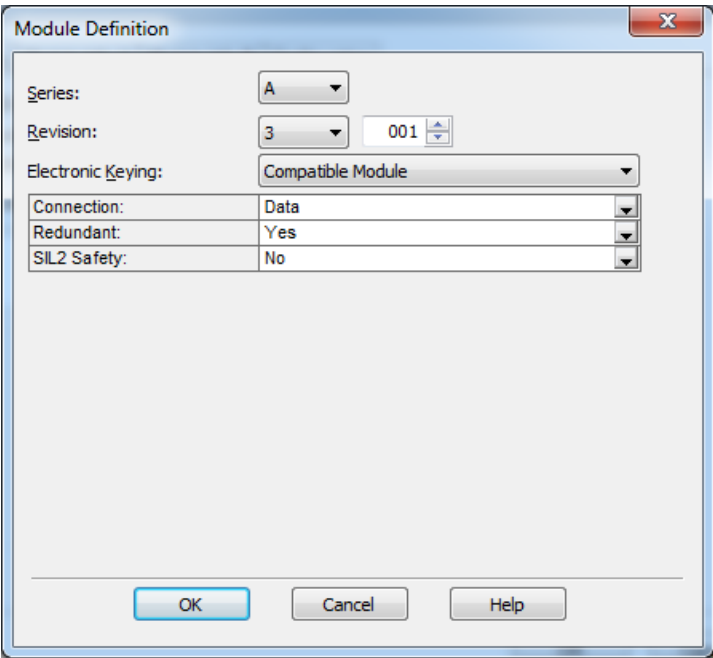 Module Definition
Series: A
Revision: 3 001
Electronic Keying: Compatible Module
Connection: Data
Redundant: Yes
SIL2 Safety: No
OK Cancel Help